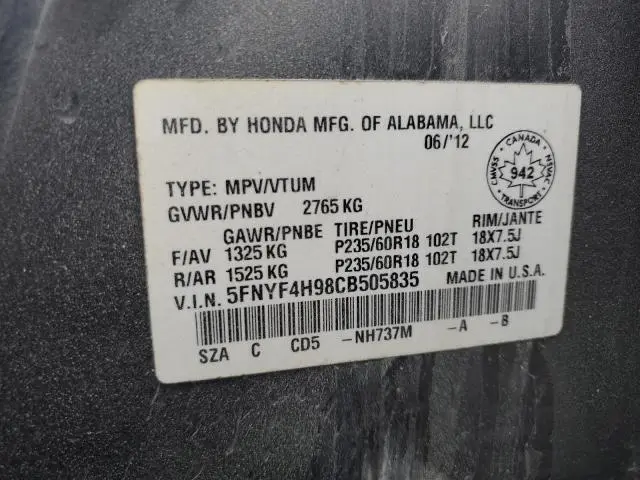 MFD. BY HONDA MFG. OF ALABAMA, LLC
06/'12
CANADA
CMVSS 942 NSVAC
TRANSPORT
TYPE: MPV/VTUM
GVWR/PNBV 2765 KG
GAWR/PNBE TIRE/PNEU RIM/JANTE
F/AV 1325 KG P235/60R18 102T 18X7.5J
R/AR 1525 KG P235/60R18 102T 18X7.5J
V.I.N. 5FNYF4H98CB505835 MADE IN U.S.A.
SZA C CD5 -NH737M -A -B